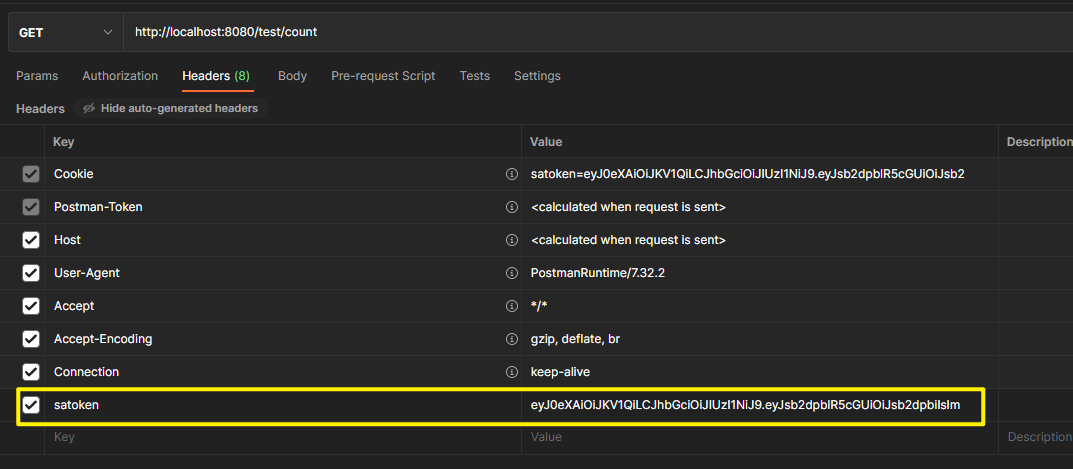 GET http://localhost:8080/test/count
Params Authorization Headers (8) Body Pre-request Script Tests Settings
Headers Hide auto-generated headers
Key Value Description
Cookie satoken=eyJ0eXAiOiJKV1QiLCJhbGciOiJIUzI1NiJ9.eyJsb2dpblR5cGUiOiJsb2
Postman-Token <calculated when request is sent>
Host <calculated when request is sent>
User-Agent PostmanRuntime/7.32.2
Accept */*
Accept-Encoding gzip, deflate, br
Connection keep-alive
satoken eyJ0eXAiOiJKV1QiLCJhbGciOiJIUzI1NiJ9.eyJsb2dpblR5cGUiOiJsb2dpbiIsIm
Key Value Description